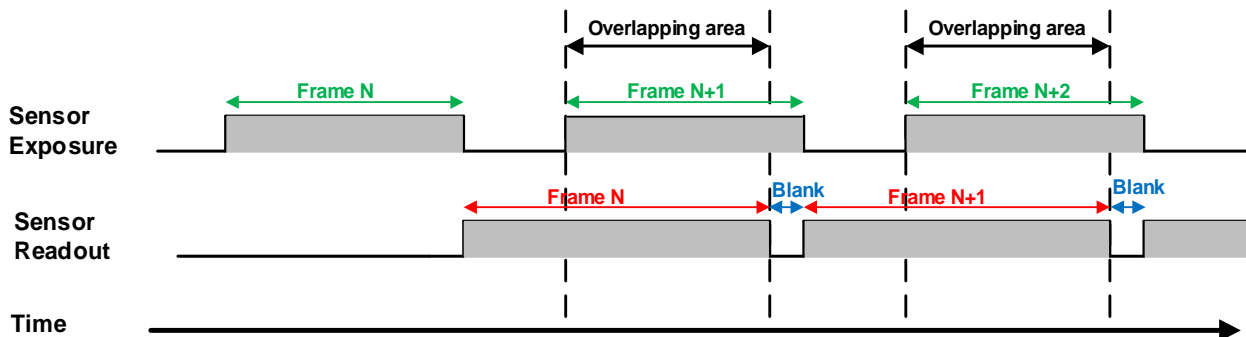 Overlapping area
Overlapping area
Frame N
Frame N+1
Frame N+2
Sensor
Exposure
Frame N
Blank
Frame N+1
Blank
Sensor
Readout
Time